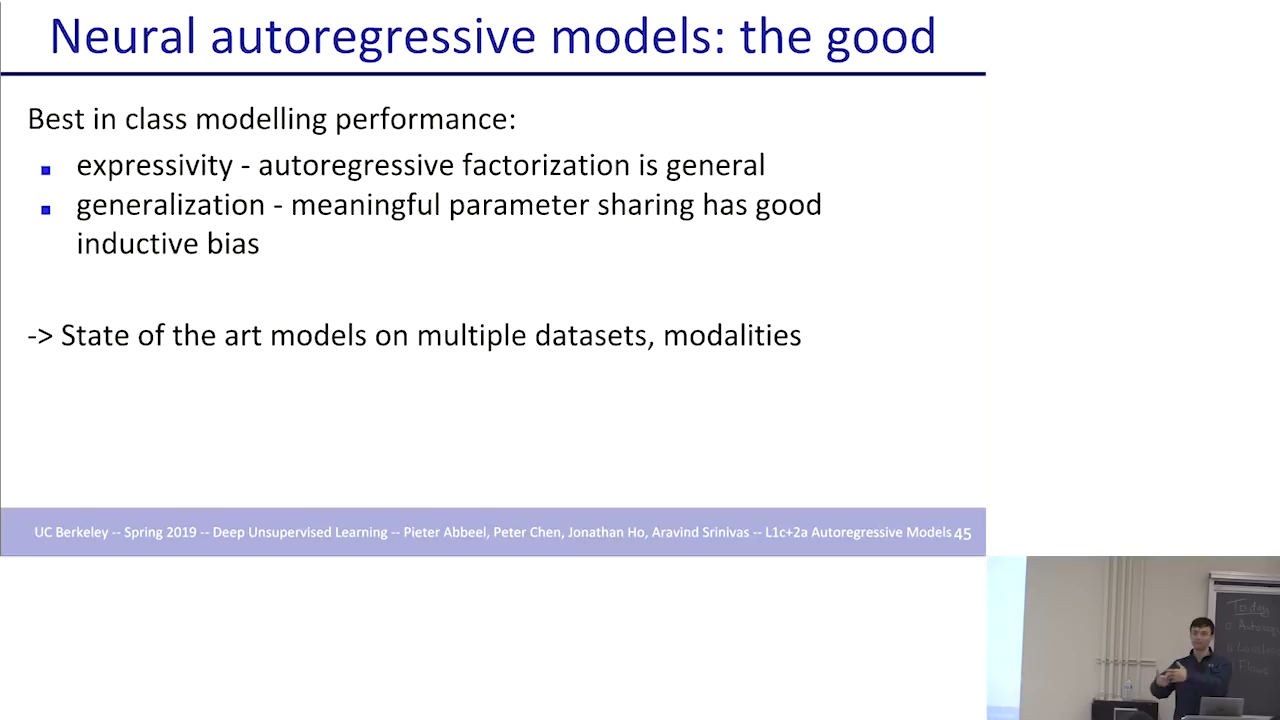 Neural autoregressive models: the good
Best in class modelling performance:
expressivity - autoregressive factorization is general
generalization - meaningful parameter sharing has good
inductive bias
-> State of the art models on multiple datasets, modalities
UC Berkeley -- Spring 2019 -- Deep Unsupervised Learning -- Pieter Abbeel, Peter Chen, Jonathan Ho, Aravind Srinivas -- L1c+2a Autoregressive Models 45
Today
Flows